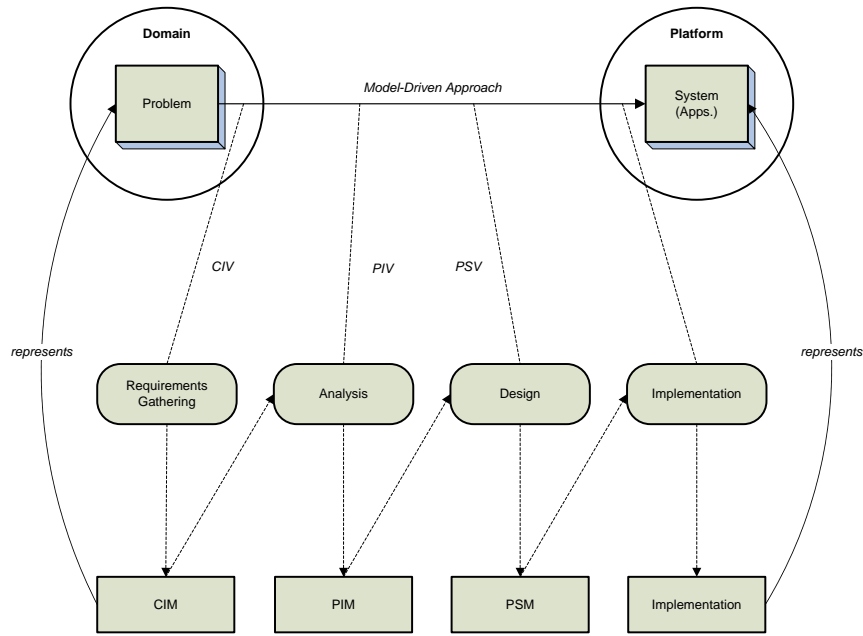 Domain
Platform
Problem
Model-Driven Approach
System
(Apps.)
CIV
PIV
PSV
represents
represents
Requirements
Gathering
Analysis
Design
Implementation
CIM
PIM
PSM
Implementation